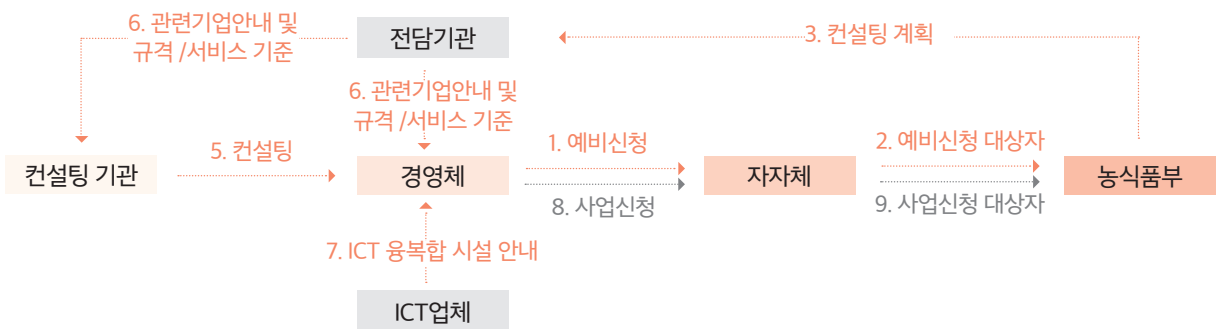 6. 관련기업안내 및
규격 /서비스 기준
전담기관
3. 컨설팅 계획
6. 관련기업안내 및
규격 /서비스 기준
컨설팅 기관
5. 컨설팅
경영체
1. 예비신청
8. 사업신청
자자체
2. 예비신청 대상자
9. 사업신청 대상자
농식품부
7. ICT 융복합 시설 안내
ICT업체